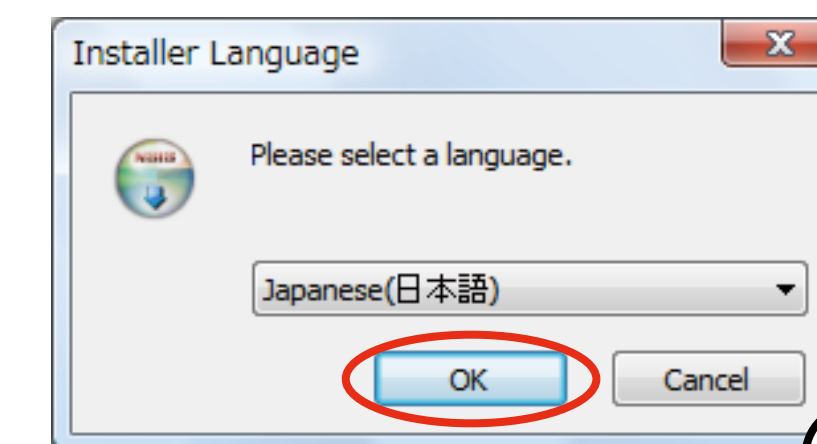 Installer Language
Please select a language.
Japanese(日本語)
OK
Cancel